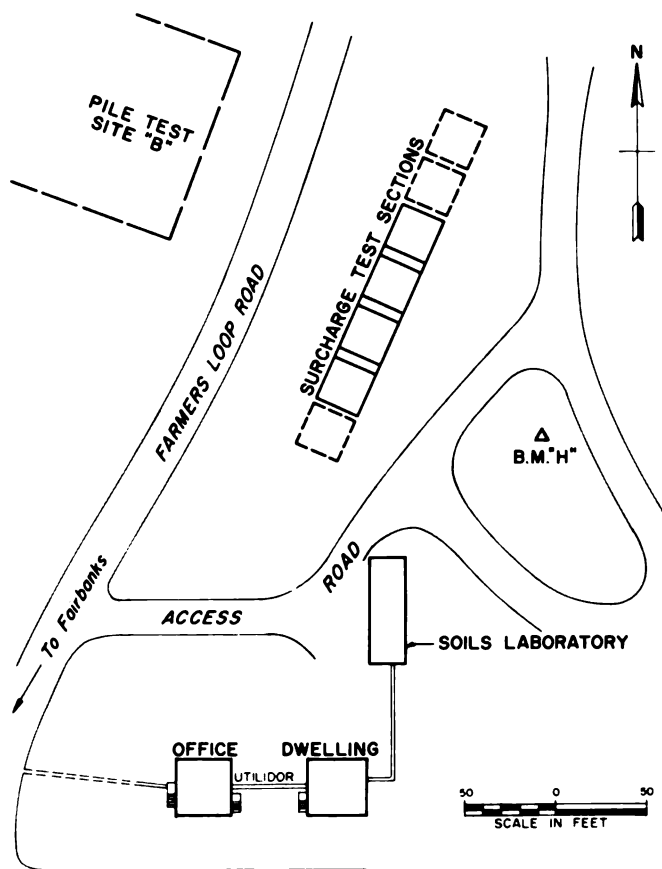 N
PILE TEST
SITE "B"
SURCHARGE TEST SECTIONS
FARMERS LOOP ROAD
B.M."H"
To Fairbanks
ACCESS
ROAD
SOILS LABORATORY
OFFICE
DWELLING
UTILIDOR
50 0 50
SCALE IN FEET